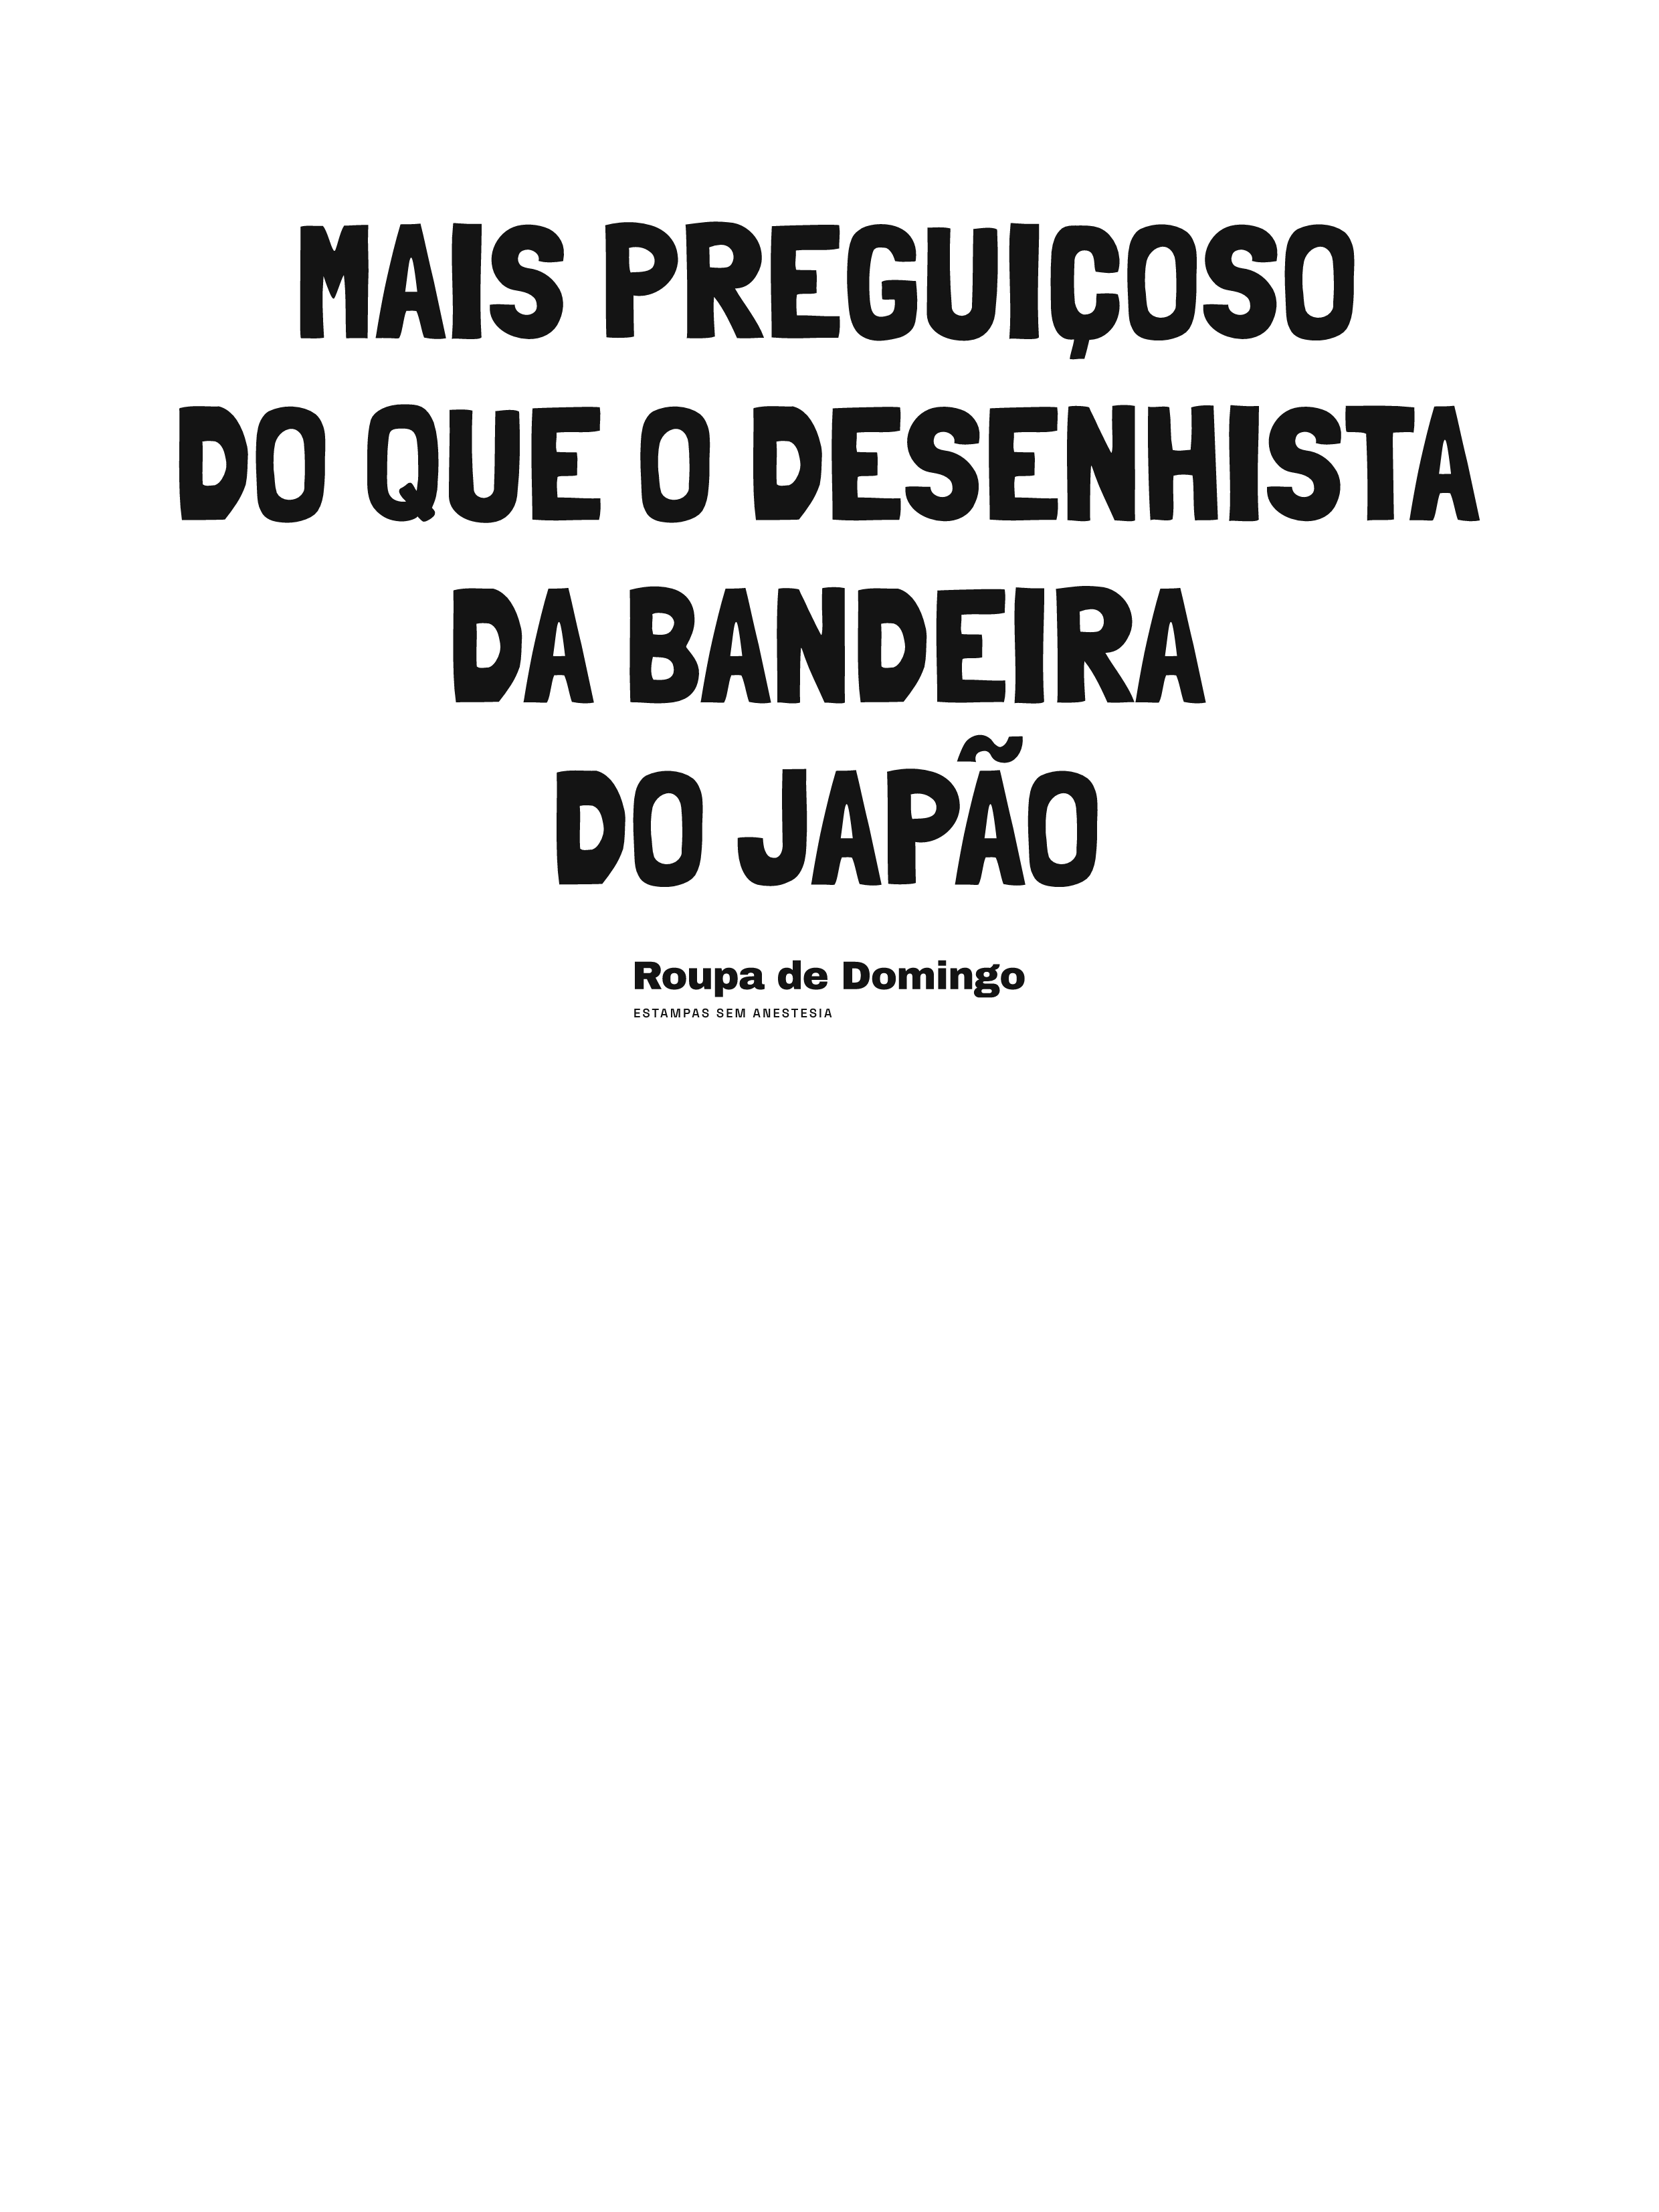 MAIS PREGUIÇOSO
DO QUE O DESENHISTA
DA BANDEIRA
DO JAPÃO
Roupa de Domingo
ESTAMPAS SEM ANESTESIA